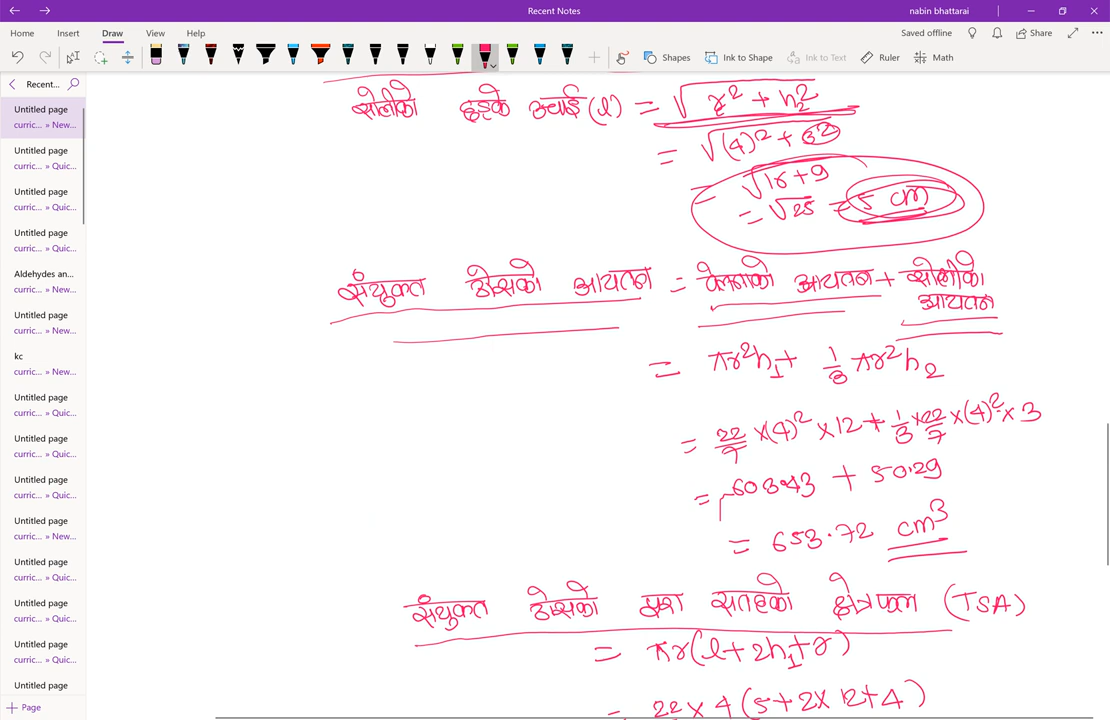 Recent Notes
nabin bhattarai
Home Insert Draw View Help
Saved offline Share
Shapes Ink to Shape Ink to Text Ruler Math
Recent...
Untitled page
curric... » New...
Untitled page
curric... » Quic...
Untitled page
curric... » Quic...
Untitled page
curric... » Quic...
Aldehydes an...
curric... » New...
Untitled page
curric... » New...
kc
curric... » New...
Untitled page
curric... » Quic...
Untitled page
curric... » Quic...
Untitled page
curric... » Quic...
Untitled page
curric... » New...
Untitled page
curric... » Quic...
Untitled page
curric... » Quic...
Untitled page
curric... » Quic...
Untitled page
+ Page
सोलीको ढड्के उचाई (l) = √r² + h₂²
= √(4)² + 3²
= √16+9
= √25 = 5 cm
संयुक्त ठोसको आयतन = वेलनाको आयतन + सोलीको
आयतन
= πr²h₁ + 1/3 πr²h₂
= 22/7 × (4)² × 12 + 1/3 × 22/7 × (4)² × 3
= 603.43 + 50.29
= 653.72 cm³
संयुक्त ठोसको पुरा सतहको क्षेत्रफल (TSA)
= πr(l + 2h₁ + r)
= 22 × 4 (5 + 2 × 12 + 4)